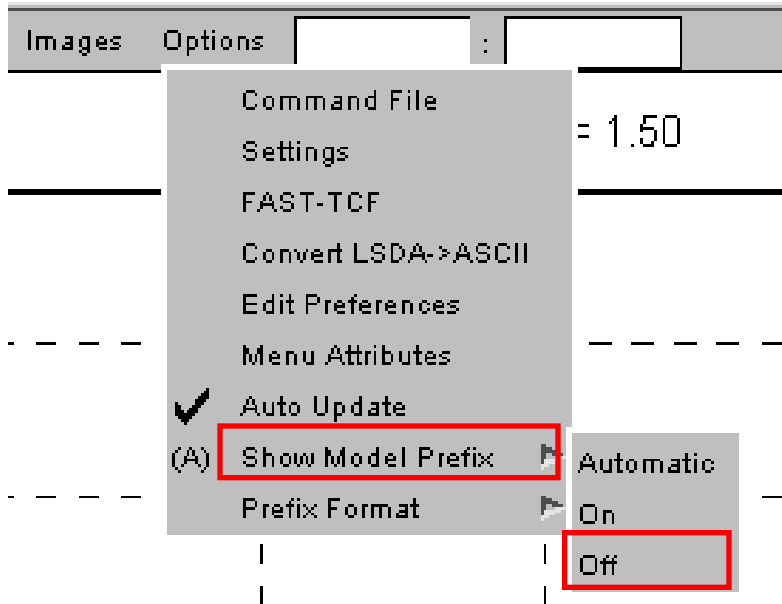 Images Options :
Command File
= 1.50
Settings
FAST-TCF
Convert LSDA->ASCII
Edit Preferences
Menu Attributes
Auto Update
(A) Show Model Prefix
Automatic
Prefix Format
On
Off